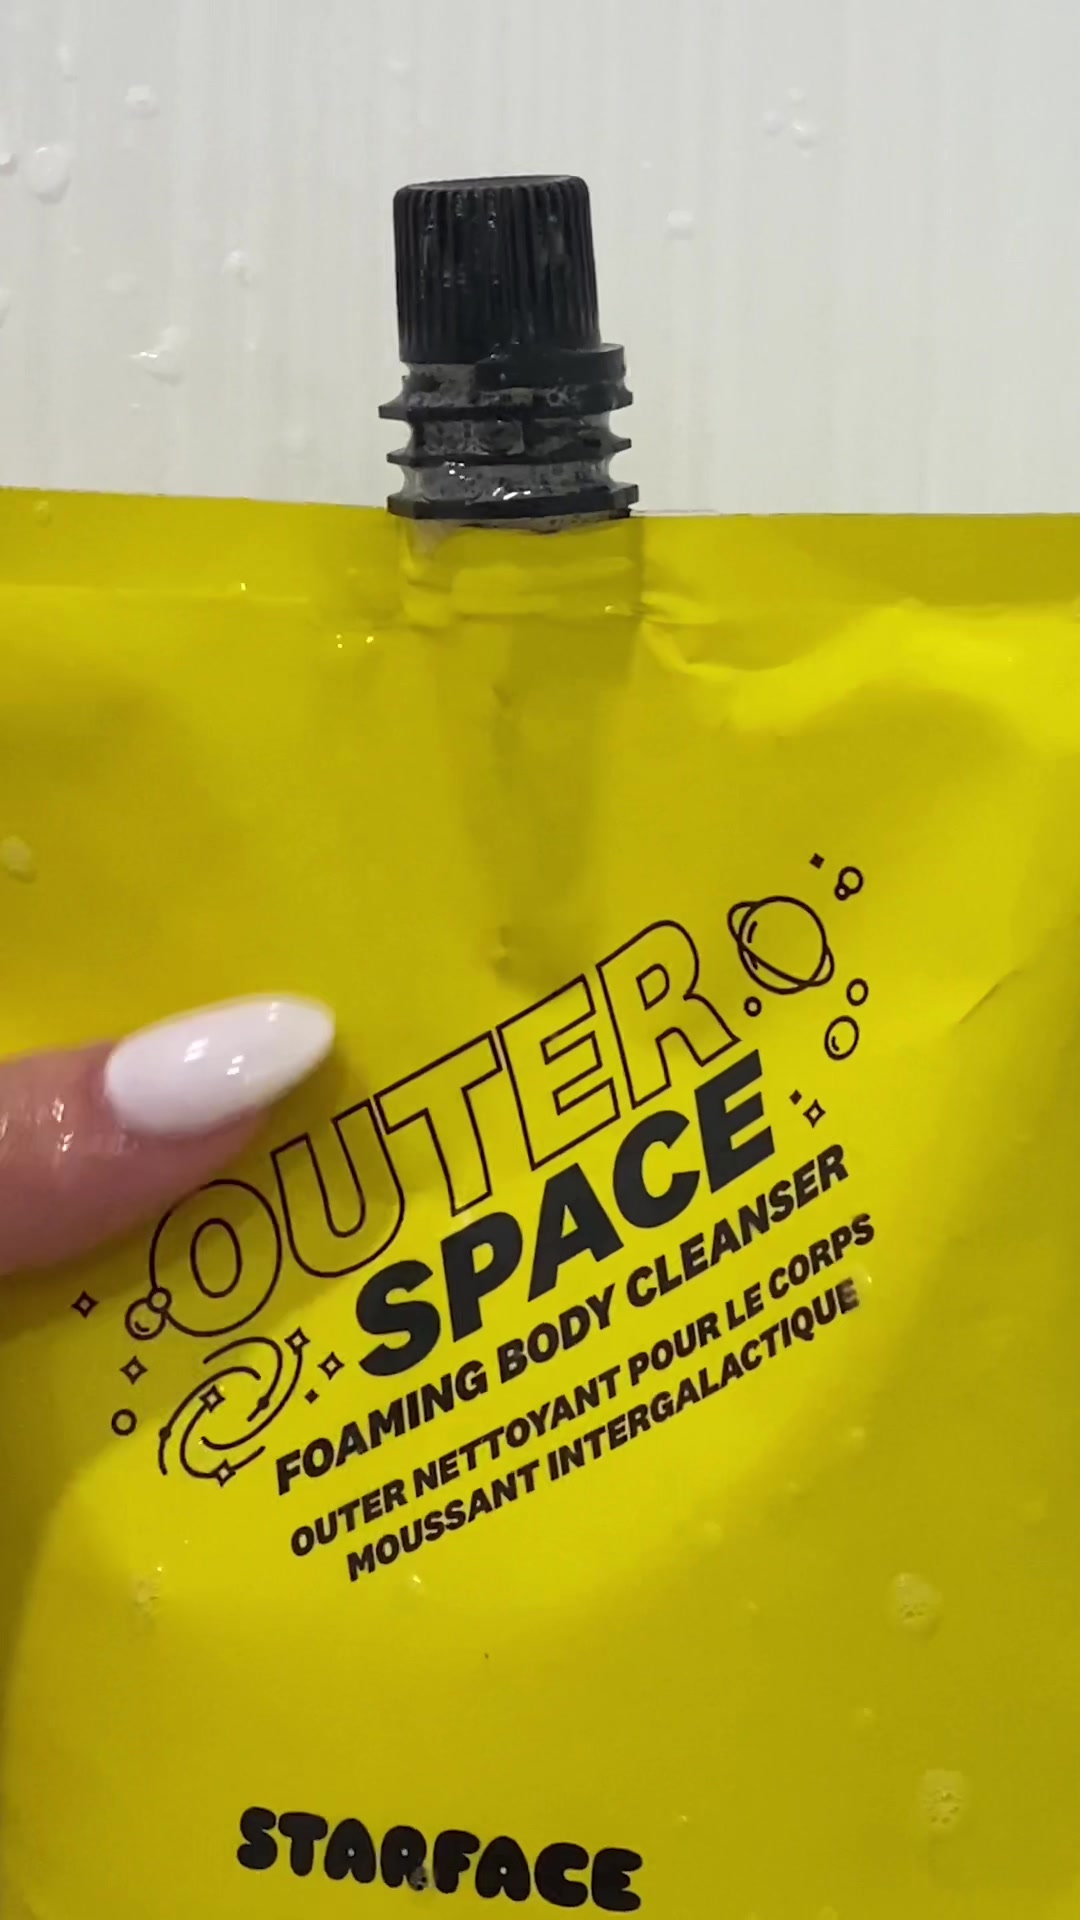 OUTER
SPACE
FOAMING BODY CLEANSER
OUTER NETTOYANT POUR LE CORPS
MOUSSANT INTERGALACTIQUE
STARFACE